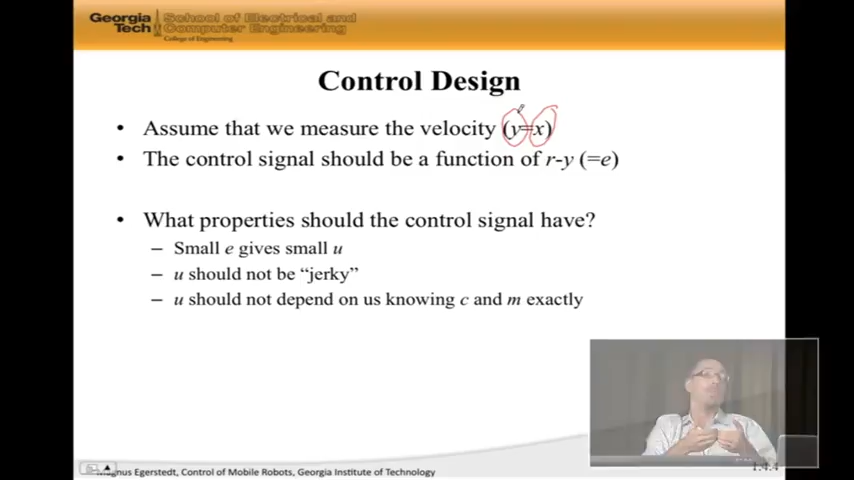 Georgia Tech
School of Electrical and Computer Engineering
College of Engineering
Control Design
• Assume that we measure the velocity (y=x)
• The control signal should be a function of r-y (=e)
• What properties should the control signal have?
– Small e gives small u
– u should not be “jerky”
– u should not depend on us knowing c and m exactly
Magnus Egerstedt, Control of Mobile Robots, Georgia Institute of Technology
1.4.4